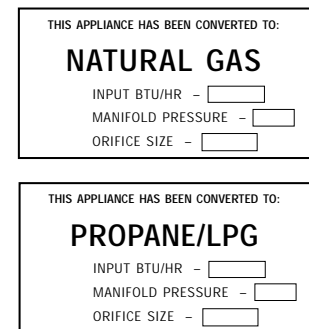 THIS APPLIANCE HAS BEEN CONVERTED TO:
NATURAL GAS
INPUT BTU/HR –
MANIFOLD PRESSURE –
ORIFICE SIZE –
THIS APPLIANCE HAS BEEN CONVERTED TO:
PROPANE/LPG
INPUT BTU/HR –
MANIFOLD PRESSURE –
ORIFICE SIZE –